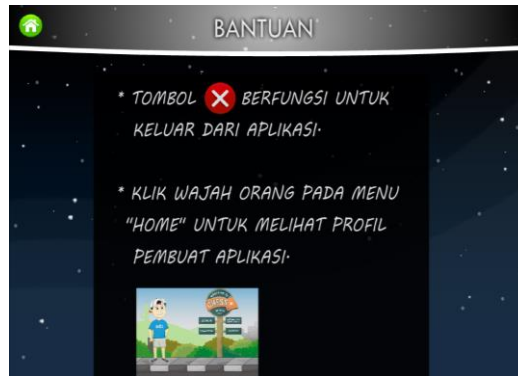 BANTUAN
* TOMBOL BERFUNGSI UNTUK
KELUAR DARI APLIKASI.
* KLIK WAJAH ORANG PADA MENU
"HOME" UNTUK MELIHAT PROFIL
PEMBUAT APLIKASI.